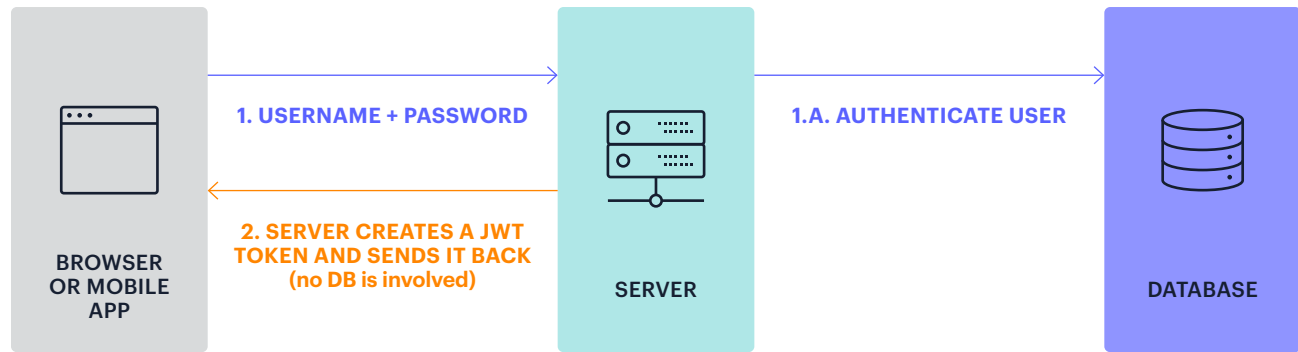 1. USERNAME + PASSWORD
1.A. AUTHENTICATE USER
2. SERVER CREATES A JWT
TOKEN AND SENDS IT BACK
(no DB is involved)
BROWSER
OR MOBILE
APP
SERVER
DATABASE